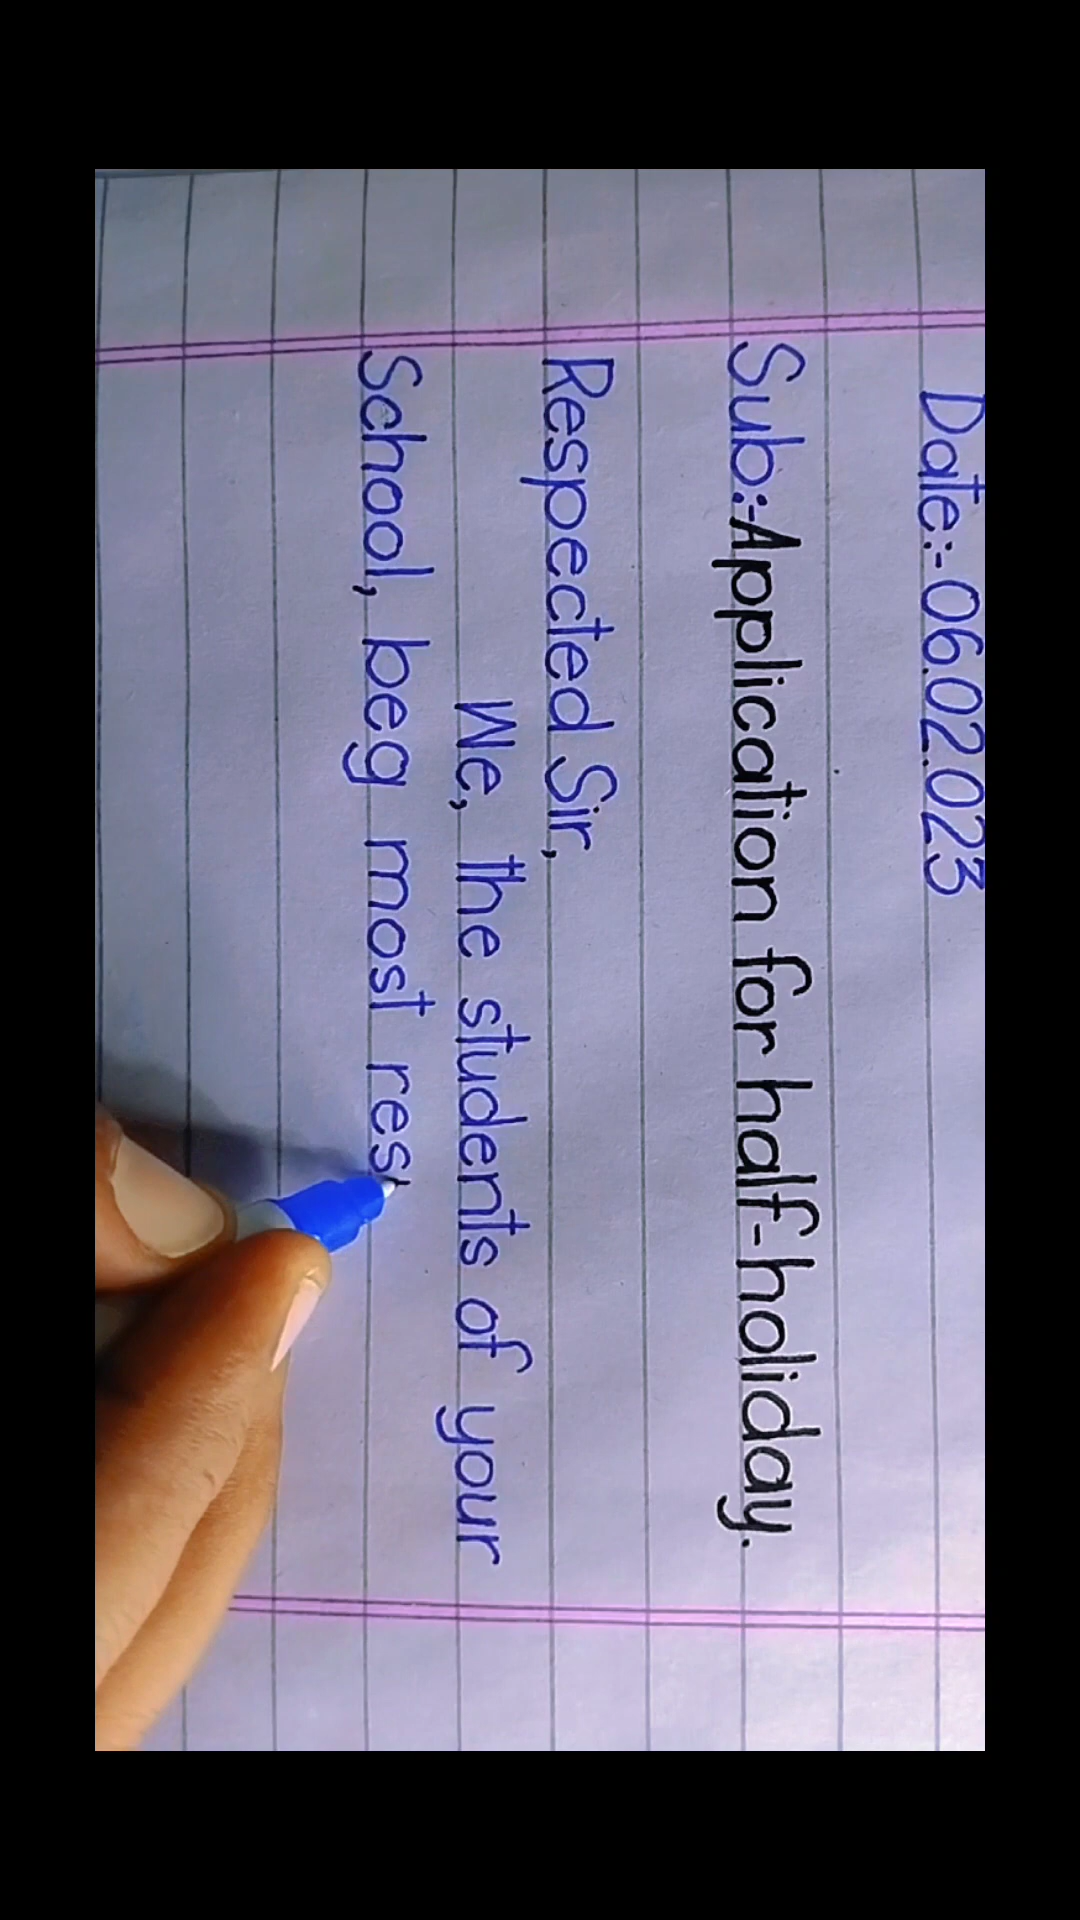 Date:-06.02.023
Sub:-Application for half-holiday.
Respected Sir,
We, the students of your
School, beg most res